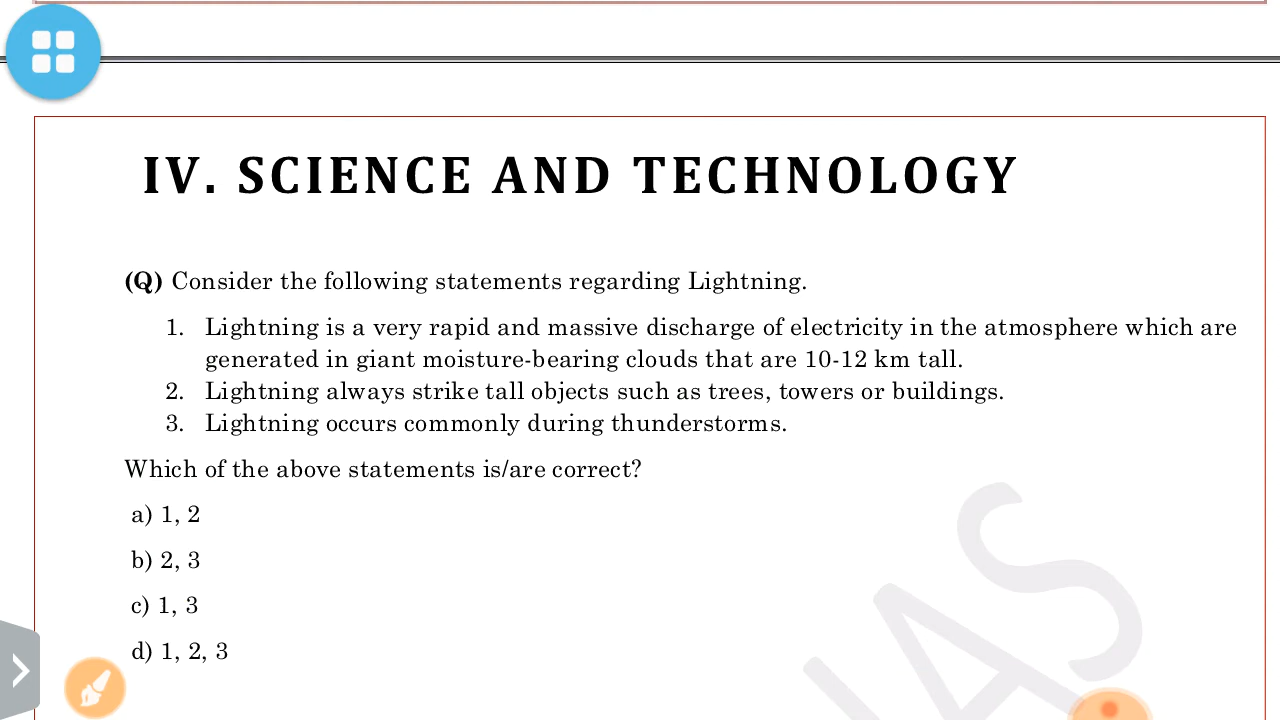 IV. SCIENCE AND TECHNOLOGY
(Q) Consider the following statements regarding Lightning.
1. Lightning is a very rapid and massive discharge of electricity in the atmosphere which are
generated in giant moisture-bearing clouds that are 10-12 km tall.
2. Lightning always strike tall objects such as trees, towers or buildings.
3. Lightning occurs commonly during thunderstorms.
Which of the above statements is/are correct?
a) 1, 2
b) 2, 3
c) 1, 3
d) 1, 2, 3
IAS